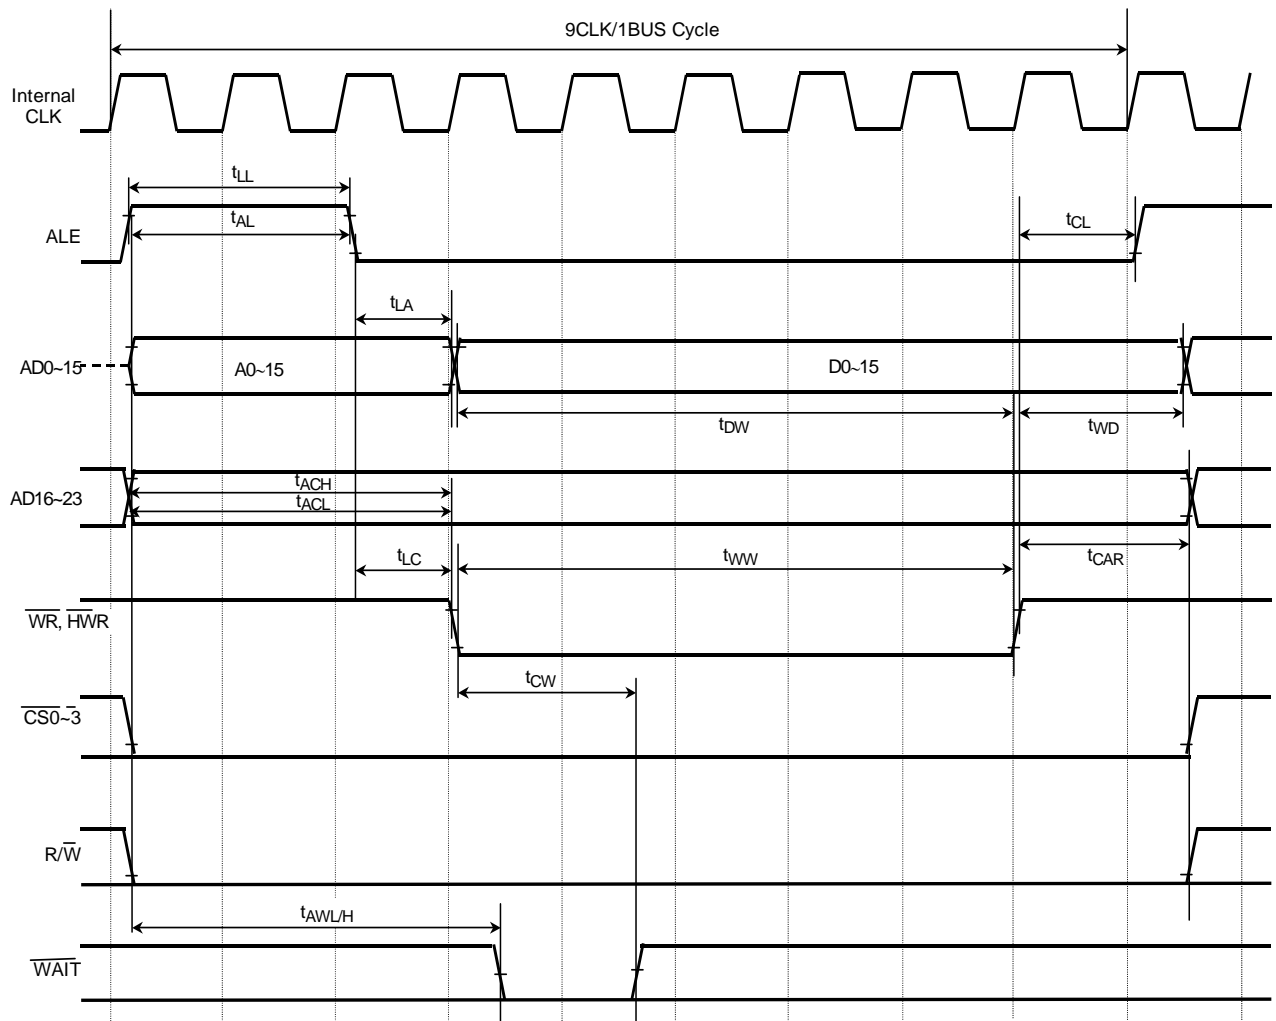 9CLK/1BUS Cycle
Internal
CLK
tLL
tAL
tCL
ALE
tLA
AD0~15
A0~15
D0~15
tDW
tWD
AD16~23
tACH
tACL
tLC
tWW
tCAR
WR, HWR
tCW
CS0~3
R/W
tAWL/H
WAIT